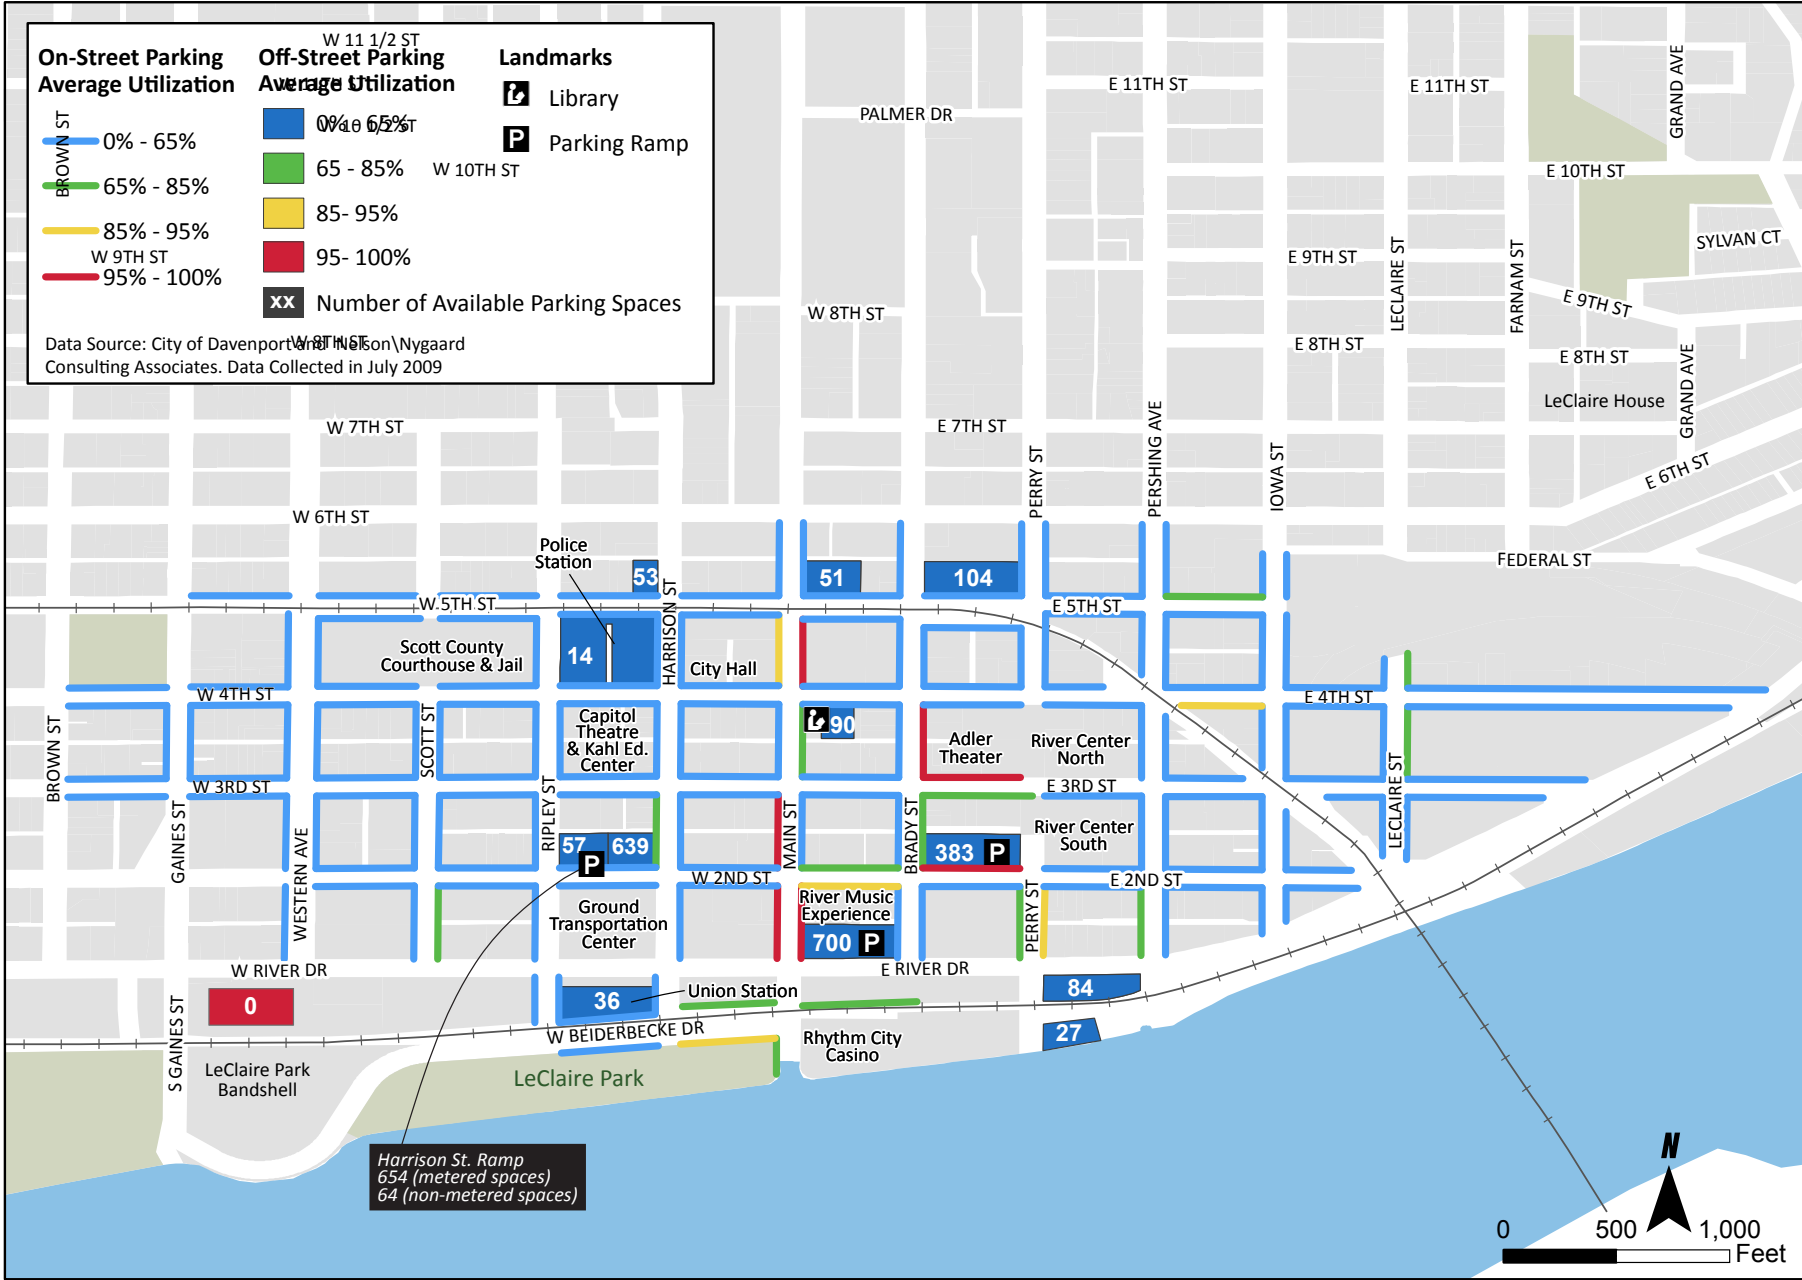 On-Street Parking
Average Utilization
0% - 65%
65% - 85%
85% - 95%
95% - 100%
Off-Street Parking
Average Utilization
0% - 65%
65 - 85%
85- 95%
95- 100%
xx Number of Available Parking Spaces
Landmarks
Library
P Parking Ramp
Data Source: City of Davenport and Nelson\Nygaard
Consulting Associates. Data Collected in July 2009
W 11 1/2 ST
W 11TH ST
W 10 1/2 ST
W 10TH ST
W 9TH ST
W 8TH ST
BROWN ST
PALMER DR
E 11TH ST
E 11TH ST
GRAND AVE
E 10TH ST
SYLVAN CT
E 9TH ST
E 9TH ST
LECLAIRE ST
FARNAM ST
W 8TH ST
E 8TH ST
E 8TH ST
GRAND AVE
LeClaire House
W 7TH ST
E 7TH ST
PERRY ST
PERSHING AVE
IOWA ST
E 6TH ST
W 6TH ST
FEDERAL ST
Police
Station
53
51
104
W 5TH ST
HARRISON ST
E 5TH ST
Scott County
Courthouse & Jail
14
City Hall
W 4TH ST
E 4TH ST
BROWN ST
SCOTT ST
Capitol
Theatre
& Kahl Ed.
Center
90
Adler
Theater
River Center
North
W 3RD ST
E 3RD ST
GAINES ST
WESTERN AVE
RIPLEY ST
MAIN ST
BRADY ST
LECLAIRE ST
57
639
P
383 P
River Center
South
W 2ND ST
E 2ND ST
Ground
Transportation
Center
River Music
Experience
700 P
PERRY ST
W RIVER DR
E RIVER DR
S GAINES ST
0
36
Union Station
84
27
W BEIDERBECKE DR
Rhythm City
Casino
LeClaire Park
Bandshell
LeClaire Park
Harrison St. Ramp
654 (metered spaces)
64 (non-metered spaces)
N
0 500 1,000
Feet